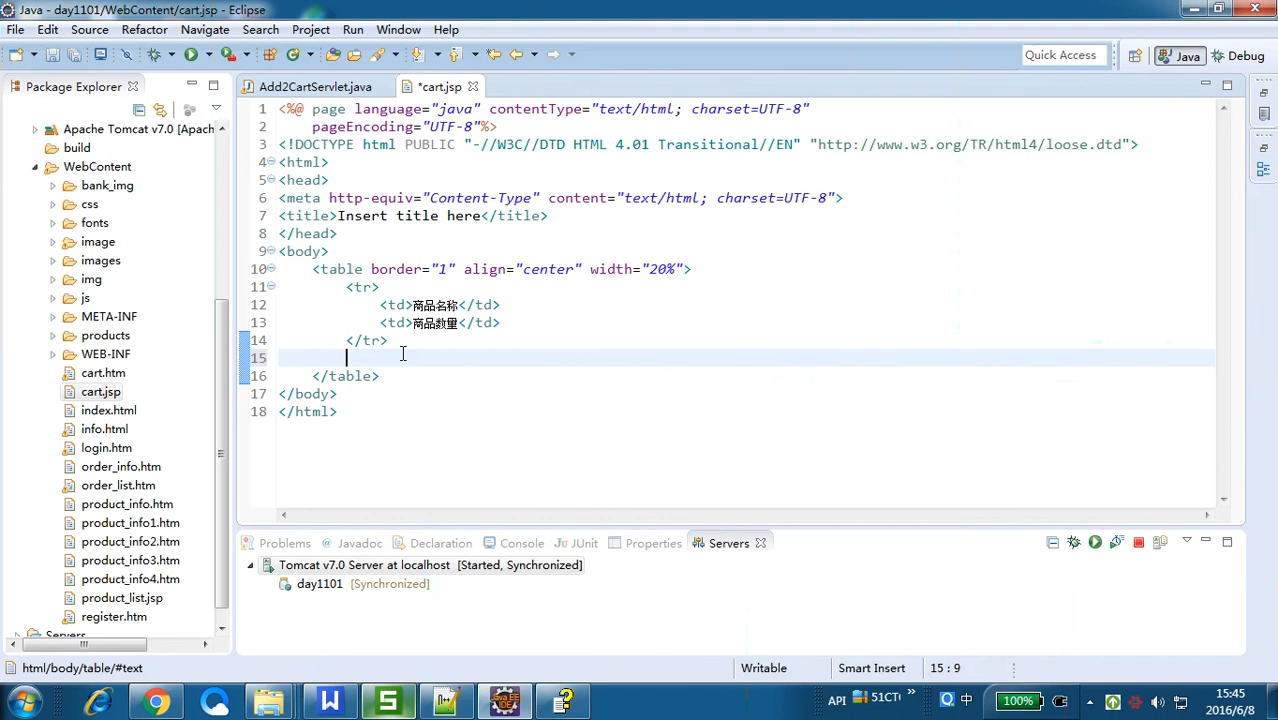 Java - day1101/WebContent/cart.jsp - Eclipse
File Edit Source Refactor Navigate Search Project Run Window Help
Quick Access Java Debug
Package Explorer
Add2CartServlet.java *cart.jsp
Apache Tomcat v7.0 [Apach
build
WebContent
bank_img
css
fonts
image
images
img
js
META-INF
products
WEB-INF
cart.htm
cart.jsp
index.html
info.html
login.htm
order_info.htm
order_list.htm
product_info.htm
product_info1.htm
product_info2.htm
product_info3.htm
product_info4.htm
product_list.jsp
register.htm
Servers
1 <%@ page language="java" contentType="text/html; charset=UTF-8"
2 pageEncoding="UTF-8"%>
3 <!DOCTYPE html PUBLIC "-//W3C//DTD HTML 4.01 Transitional//EN" "http://www.w3.org/TR/html4/loose.dtd">
4 <html>
5 <head>
6 <meta http-equiv="Content-Type" content="text/html; charset=UTF-8">
7 <title>Insert title here</title>
8 </head>
9 <body>
10 <table border="1" align="center" width="20%">
11 <tr>
12 <td>商品名称</td>
13 <td>商品数量</td>
14 </tr>
15
16 </table>
17 </body>
18 </html>
Problems Javadoc Declaration Console JUnit Properties Servers
Tomcat v7.0 Server at localhost [Started, Synchronized]
day1101 [Synchronized]
html/body/table/#text Writable Smart Insert 15 : 9
API 51CT 中 100% 15:45
2016/6/8